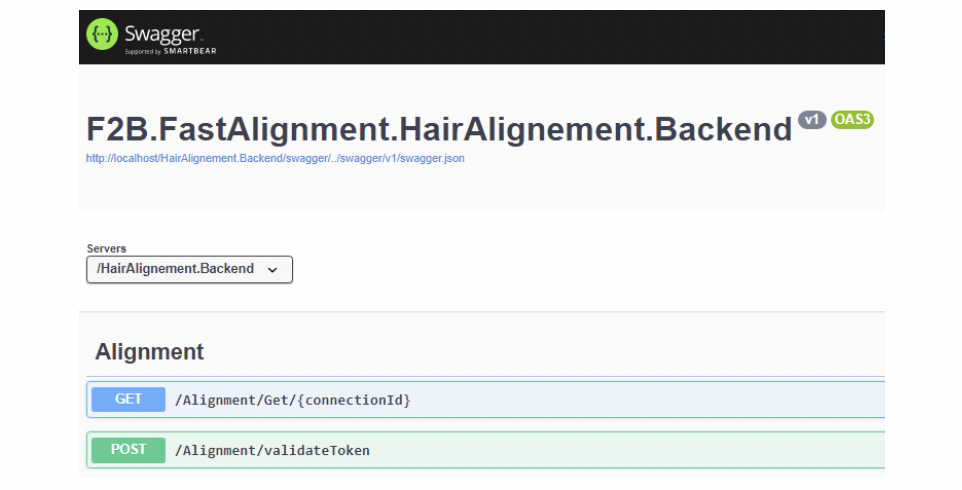 {··} Swagger.
Supported by SMARTBEAR
F2B.FastAlignment.HairAlignement.Backend v1 OAS3
http://localhost/HairAlignement.Backend/swagger/../swagger/v1/swagger.json
Servers
/HairAlignement.Backend
Alignment
GET /Alignment/Get/{connectionId}
POST /Alignment/validateToken